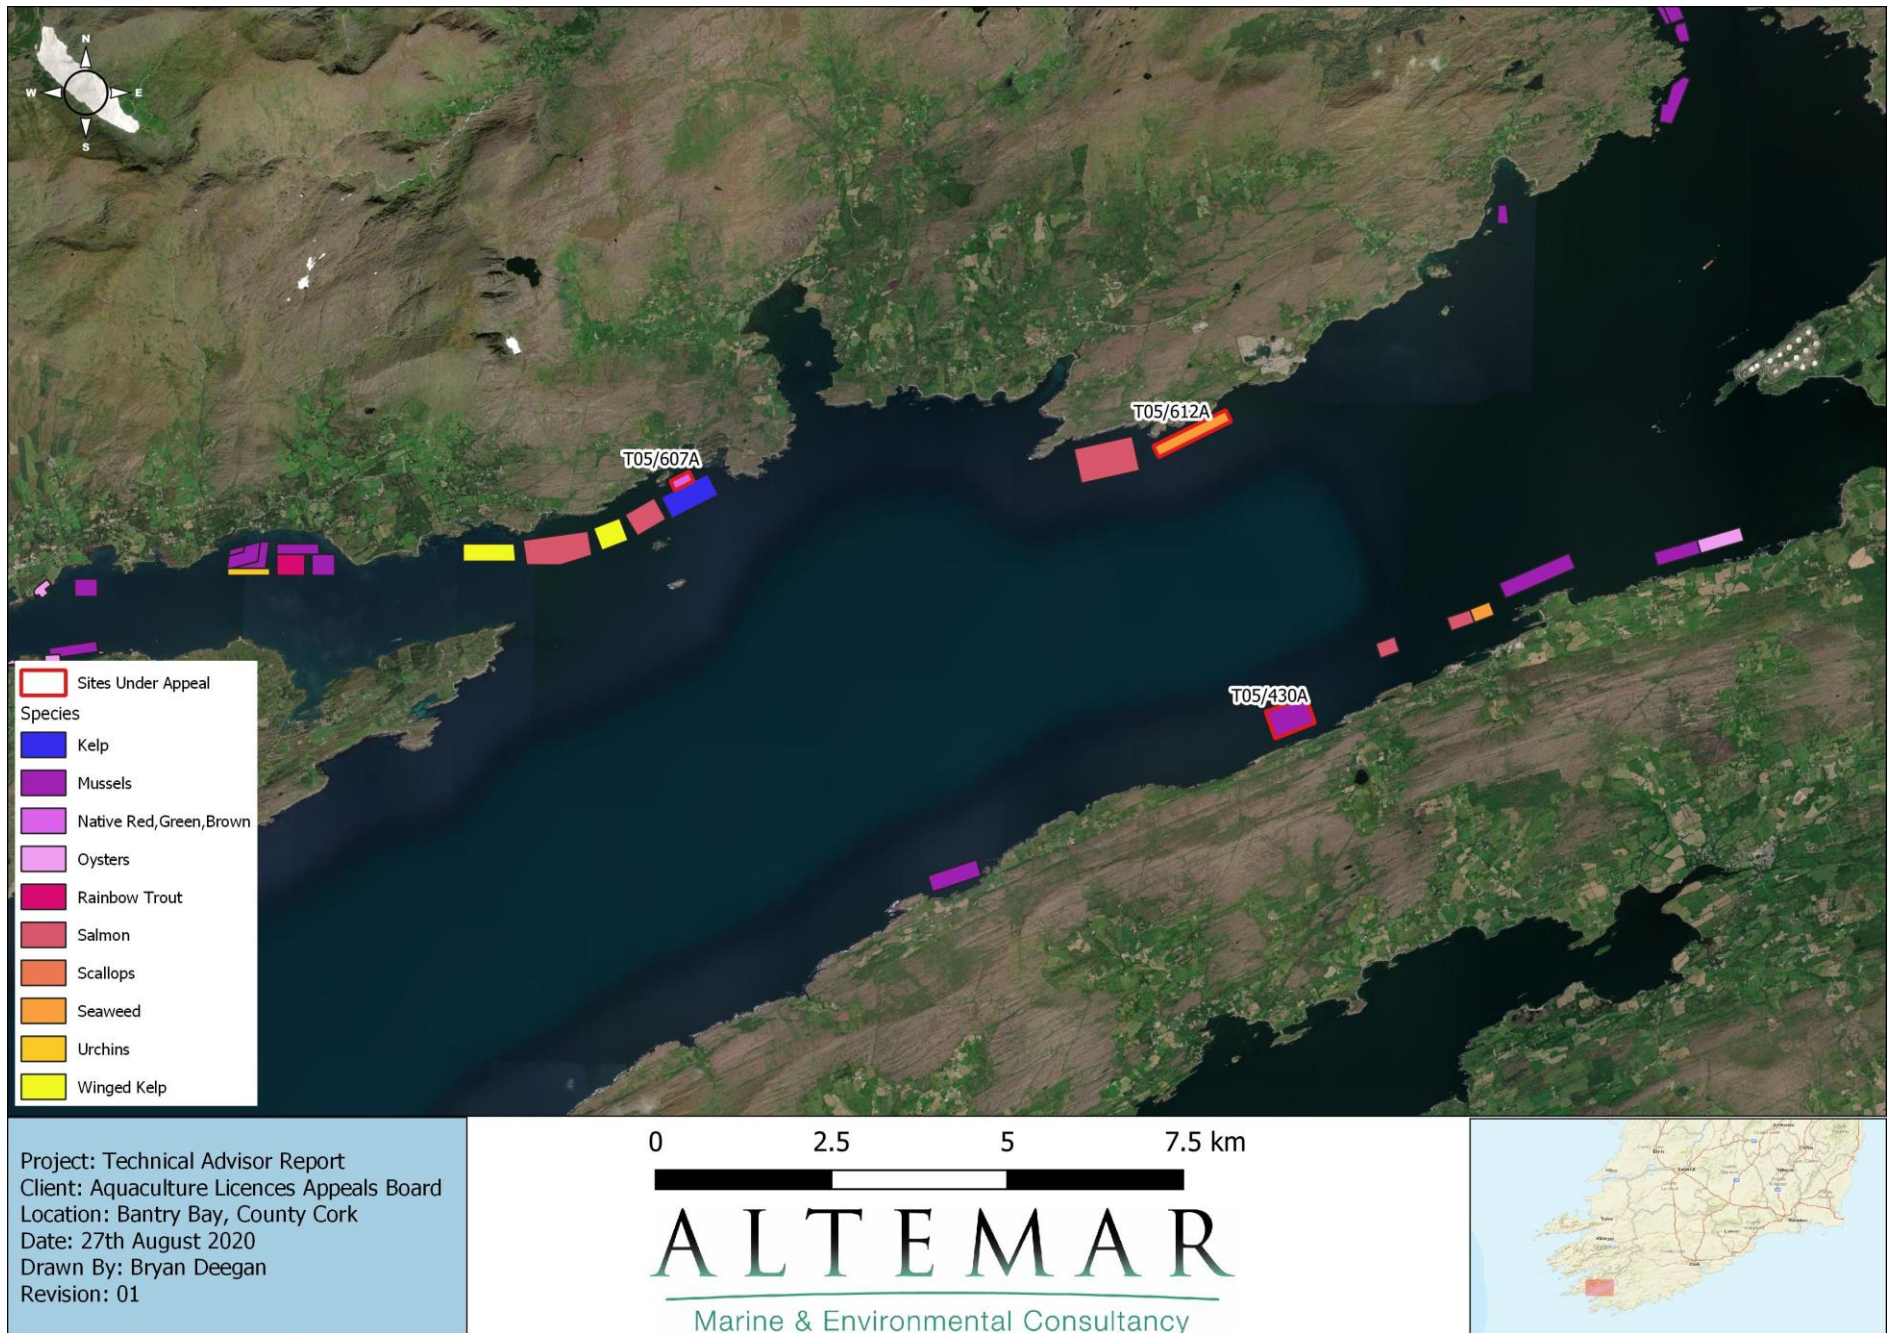 N
W
E
S
T05/612A
T05/607A
T05/430A
Sites Under Appeal
Species
Kelp
Mussels
Native Red,Green,Brown
Oysters
Rainbow Trout
Salmon
Scallops
Seaweed
Urchins
Winged Kelp
Project: Technical Advisor Report
Client: Aquaculture Licences Appeals Board
Location: Bantry Bay, County Cork
Date: 27th August 2020
Drawn By: Bryan Deegan
Revision: 01
0 2.5 5 7.5 km
ALTEMAR
Marine & Environmental Consultancy